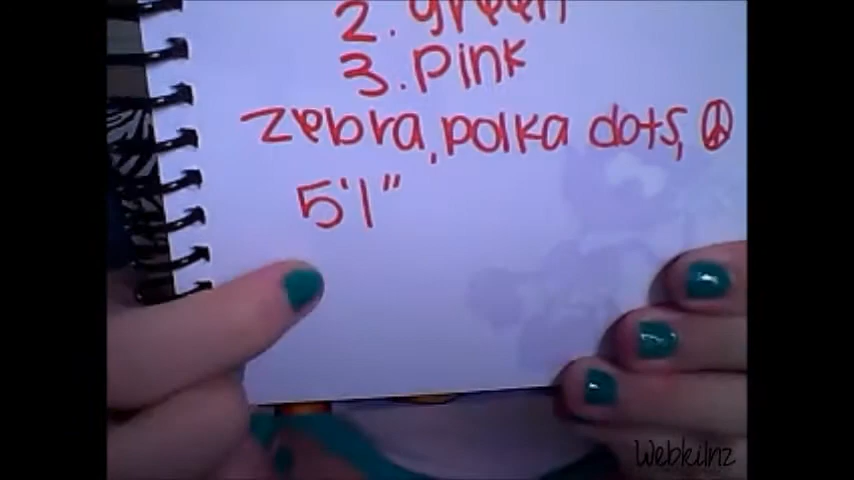 2. green
3. pink
zebra, polka dots, ☮
5'1"
Webkilnz